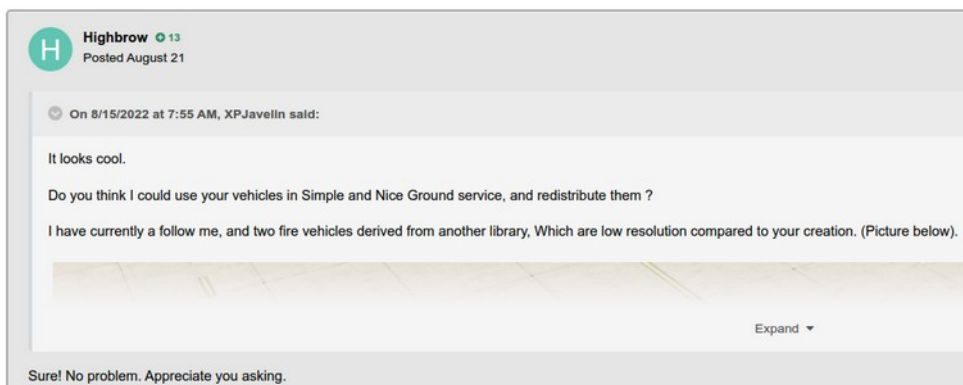 H
Highbrow 13
Posted August 21
On 8/15/2022 at 7:55 AM, XPJavelin said:
It looks cool.
Do you think I could use your vehicles in Simple and Nice Ground service, and redistribute them ?
I have currently a follow me, and two fire vehicles derived from another library, Which are low resolution compared to your creation. (Picture below).
Expand
Sure! No problem. Appreciate you asking.